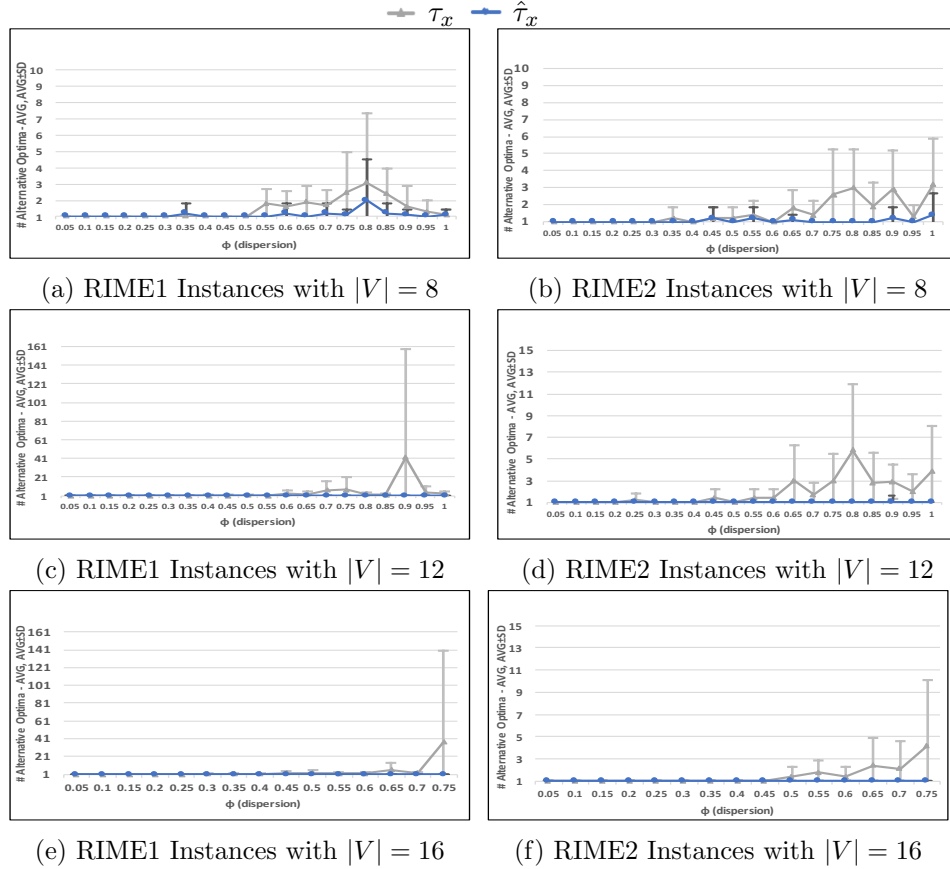 τx τ̂x
# Alternative Optima - AVG, AVG±SD
10
9
8
7
6
5
4
3
2
1
0.05 0.1 0.15 0.2 0.25 0.3 0.35 0.4 0.45 0.5 0.55 0.6 0.65 0.7 0.75 0.8 0.85 0.9 0.95 1
ϕ (dispersion)
(a) RIME1 Instances with |V| = 8
# Alternative Optima - AVG, AVG±SD
10
9
8
7
6
5
4
3
2
1
0.05 0.1 0.15 0.2 0.25 0.3 0.35 0.4 0.45 0.5 0.55 0.6 0.65 0.7 0.75 0.8 0.85 0.9 0.95 1
ϕ (dispersion)
(b) RIME2 Instances with |V| = 8
# Alternative Optima - AVG, AVG±SD
161
141
121
101
81
61
41
21
1
0.05 0.1 0.15 0.2 0.25 0.3 0.35 0.4 0.45 0.5 0.55 0.6 0.65 0.7 0.75 0.8 0.85 0.9 0.95 1
ϕ (dispersion)
(c) RIME1 Instances with |V| = 12
# Alternative Optima - AVG, AVG±SD
15
13
11
9
7
5
3
1
0.05 0.1 0.15 0.2 0.25 0.3 0.35 0.4 0.45 0.5 0.55 0.6 0.65 0.7 0.75 0.8 0.85 0.9 0.95 1
ϕ (dispersion)
(d) RIME2 Instances with |V| = 12
# Alternative Optima - AVG, AVG±SD
161
141
121
101
81
61
41
21
1
0.05 0.1 0.15 0.2 0.25 0.3 0.35 0.4 0.45 0.5 0.55 0.6 0.65 0.7 0.75
ϕ (dispersion)
(e) RIME1 Instances with |V| = 16
# Alternative Optima - AVG, AVG±SD
15
13
11
9
7
5
3
1
0.05 0.1 0.15 0.2 0.25 0.3 0.35 0.4 0.45 0.5 0.55 0.6 0.65 0.7 0.75
ϕ (dispersion)
(f) RIME2 Instances with |V| = 16